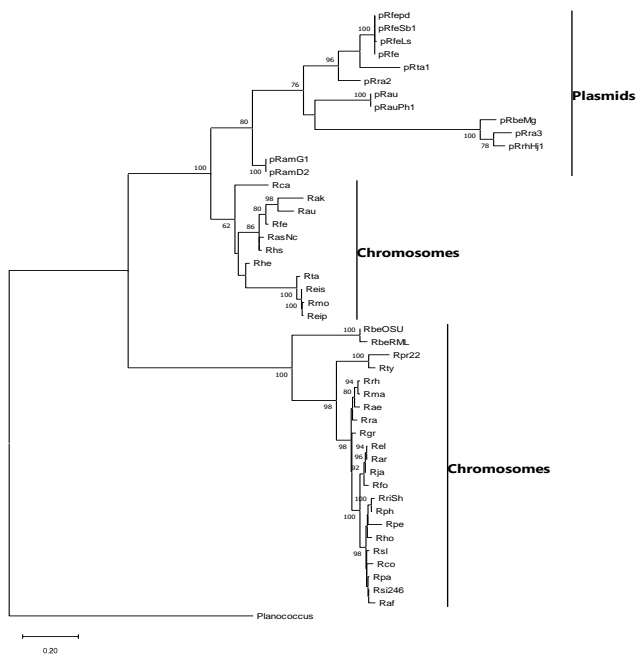 pRfepd
pRfeSb1
100
pRfeLs
pRfe
96
pRta1
pRra2
76
100
pRau
Plasmids
pRauPh1
80
pRbeMg
pRra3
100
78
pRrhHj1
pRamG1
100
100
pRamD2
Rca
98
Rak
80
Rau
62
86
Rfe
RasNc
Rhs
Chromosomes
Rhe
Rta
100
Reis
100
Rmo
Reip
100
RbeOSU
RbeRML
100
Rpr22
100
Rty
94
Rrh
80
Rma
98
Rae
Rra
Rgr
98
94
Rel
96
Rar
92
Rja
Chromosomes
Rfo
100
RriSh
Rph
100
Rpe
Rho
98
Rsl
Rco
Rpa
Rsi246
Raf
Planococcus
0.20